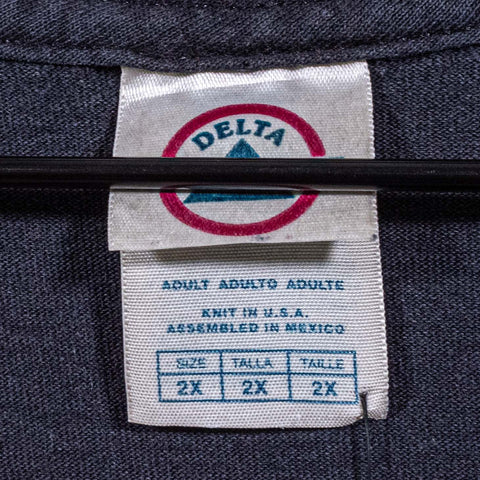 DELTA
ADULT ADULTO ADULTE
KNIT IN U.S.A.
ASSEMBLED IN MEXICO
SIZE TALLA TAILLE
2X 2X 2X